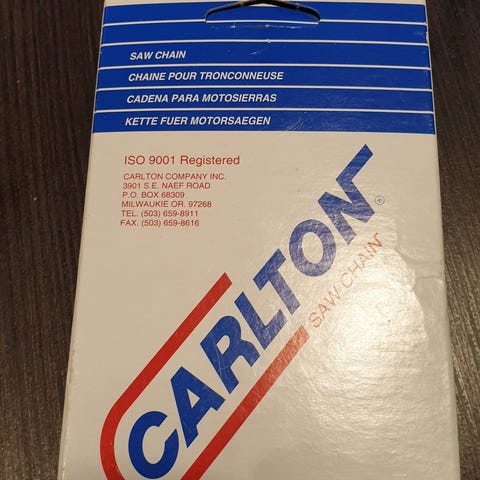 SAW CHAIN
CHAINE POUR TRONCONNEUSE
CADENA PARA MOTOSIERRAS
KETTE FUER MOTORSAEGEN
ISO 9001 Registered
CARLTON COMPANY INC.
3901 S.E. NAEF ROAD
P.O. BOX 68309
MILWAUKIE OR. 97268
TEL. (503) 659-8911
FAX. (503) 659-8616
CARLTON®
SAW CHAIN